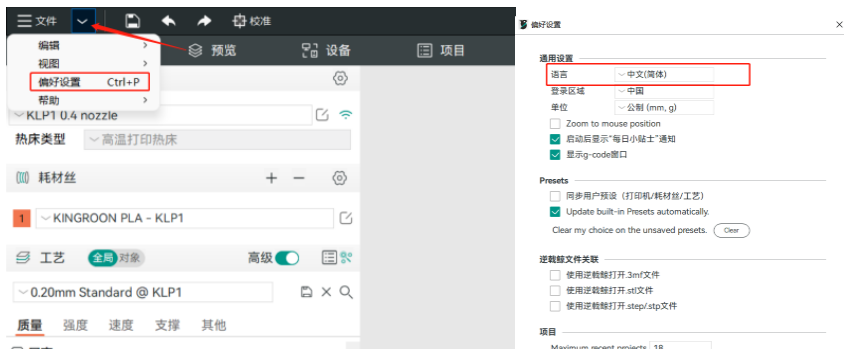 文件
校准
编辑
视图
偏好设置 Ctrl+P
帮助
预览
设备
项目
KLP1 0.4 nozzle
热床类型 高温打印热床
耗材丝
1 KINGROON PLA - KLP1
工艺 全局 对象 高级
0.20mm Standard @ KLP1
质量 强度 速度 支撑 其他
偏好设置
通用设置
语言 中文(简体)
登录区域 中国
单位 公制 (mm, g)
Zoom to mouse position
启动后显示“每日小贴士”通知
显示g-code窗口
Presets
同步用户预设（打印机/耗材丝/工艺）
Update built-in Presets automatically.
Clear my choice on the unsaved presets. Clear
逆戟鲸文件关联
使用逆戟鲸打开.3mf文件
使用逆戟鲸打开.stl文件
使用逆戟鲸打开.step/.stp文件
项目
Maximum recent projects 18